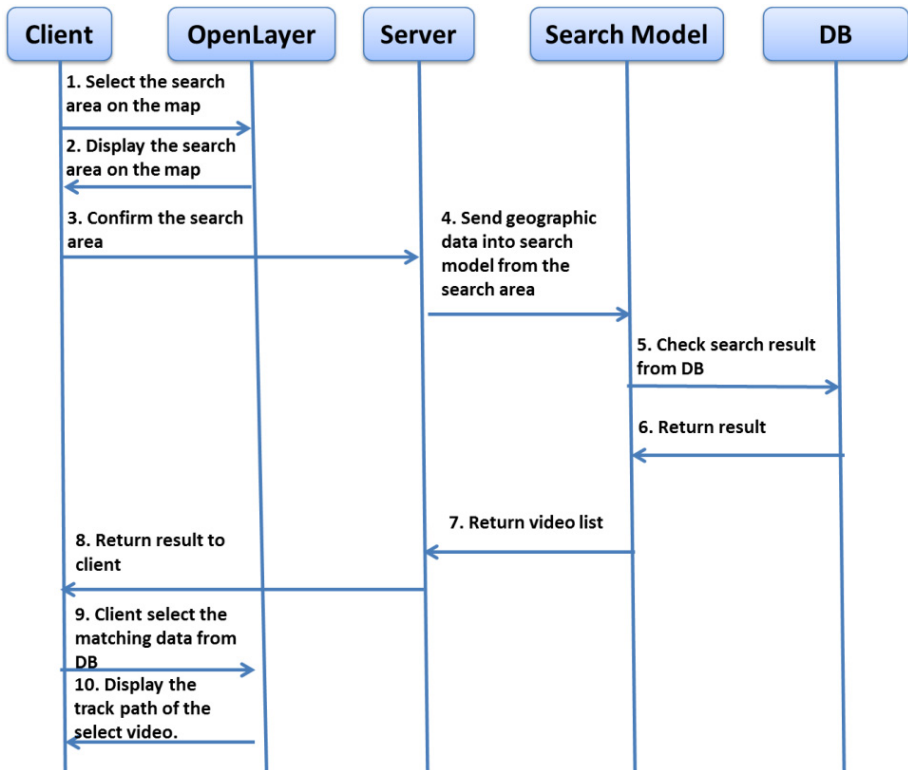 Client
OpenLayer
Server
Search Model
DB
1. Select the search
area on the map
2. Display the search
area on the map
3. Confirm the search
area
4. Send geographic
data into search
model from the
search area
5. Check search result
from DB
6. Return result
7. Return video list
8. Return result to
client
9. Client select the
matching data from
DB
10. Display the
track path of the
select video.